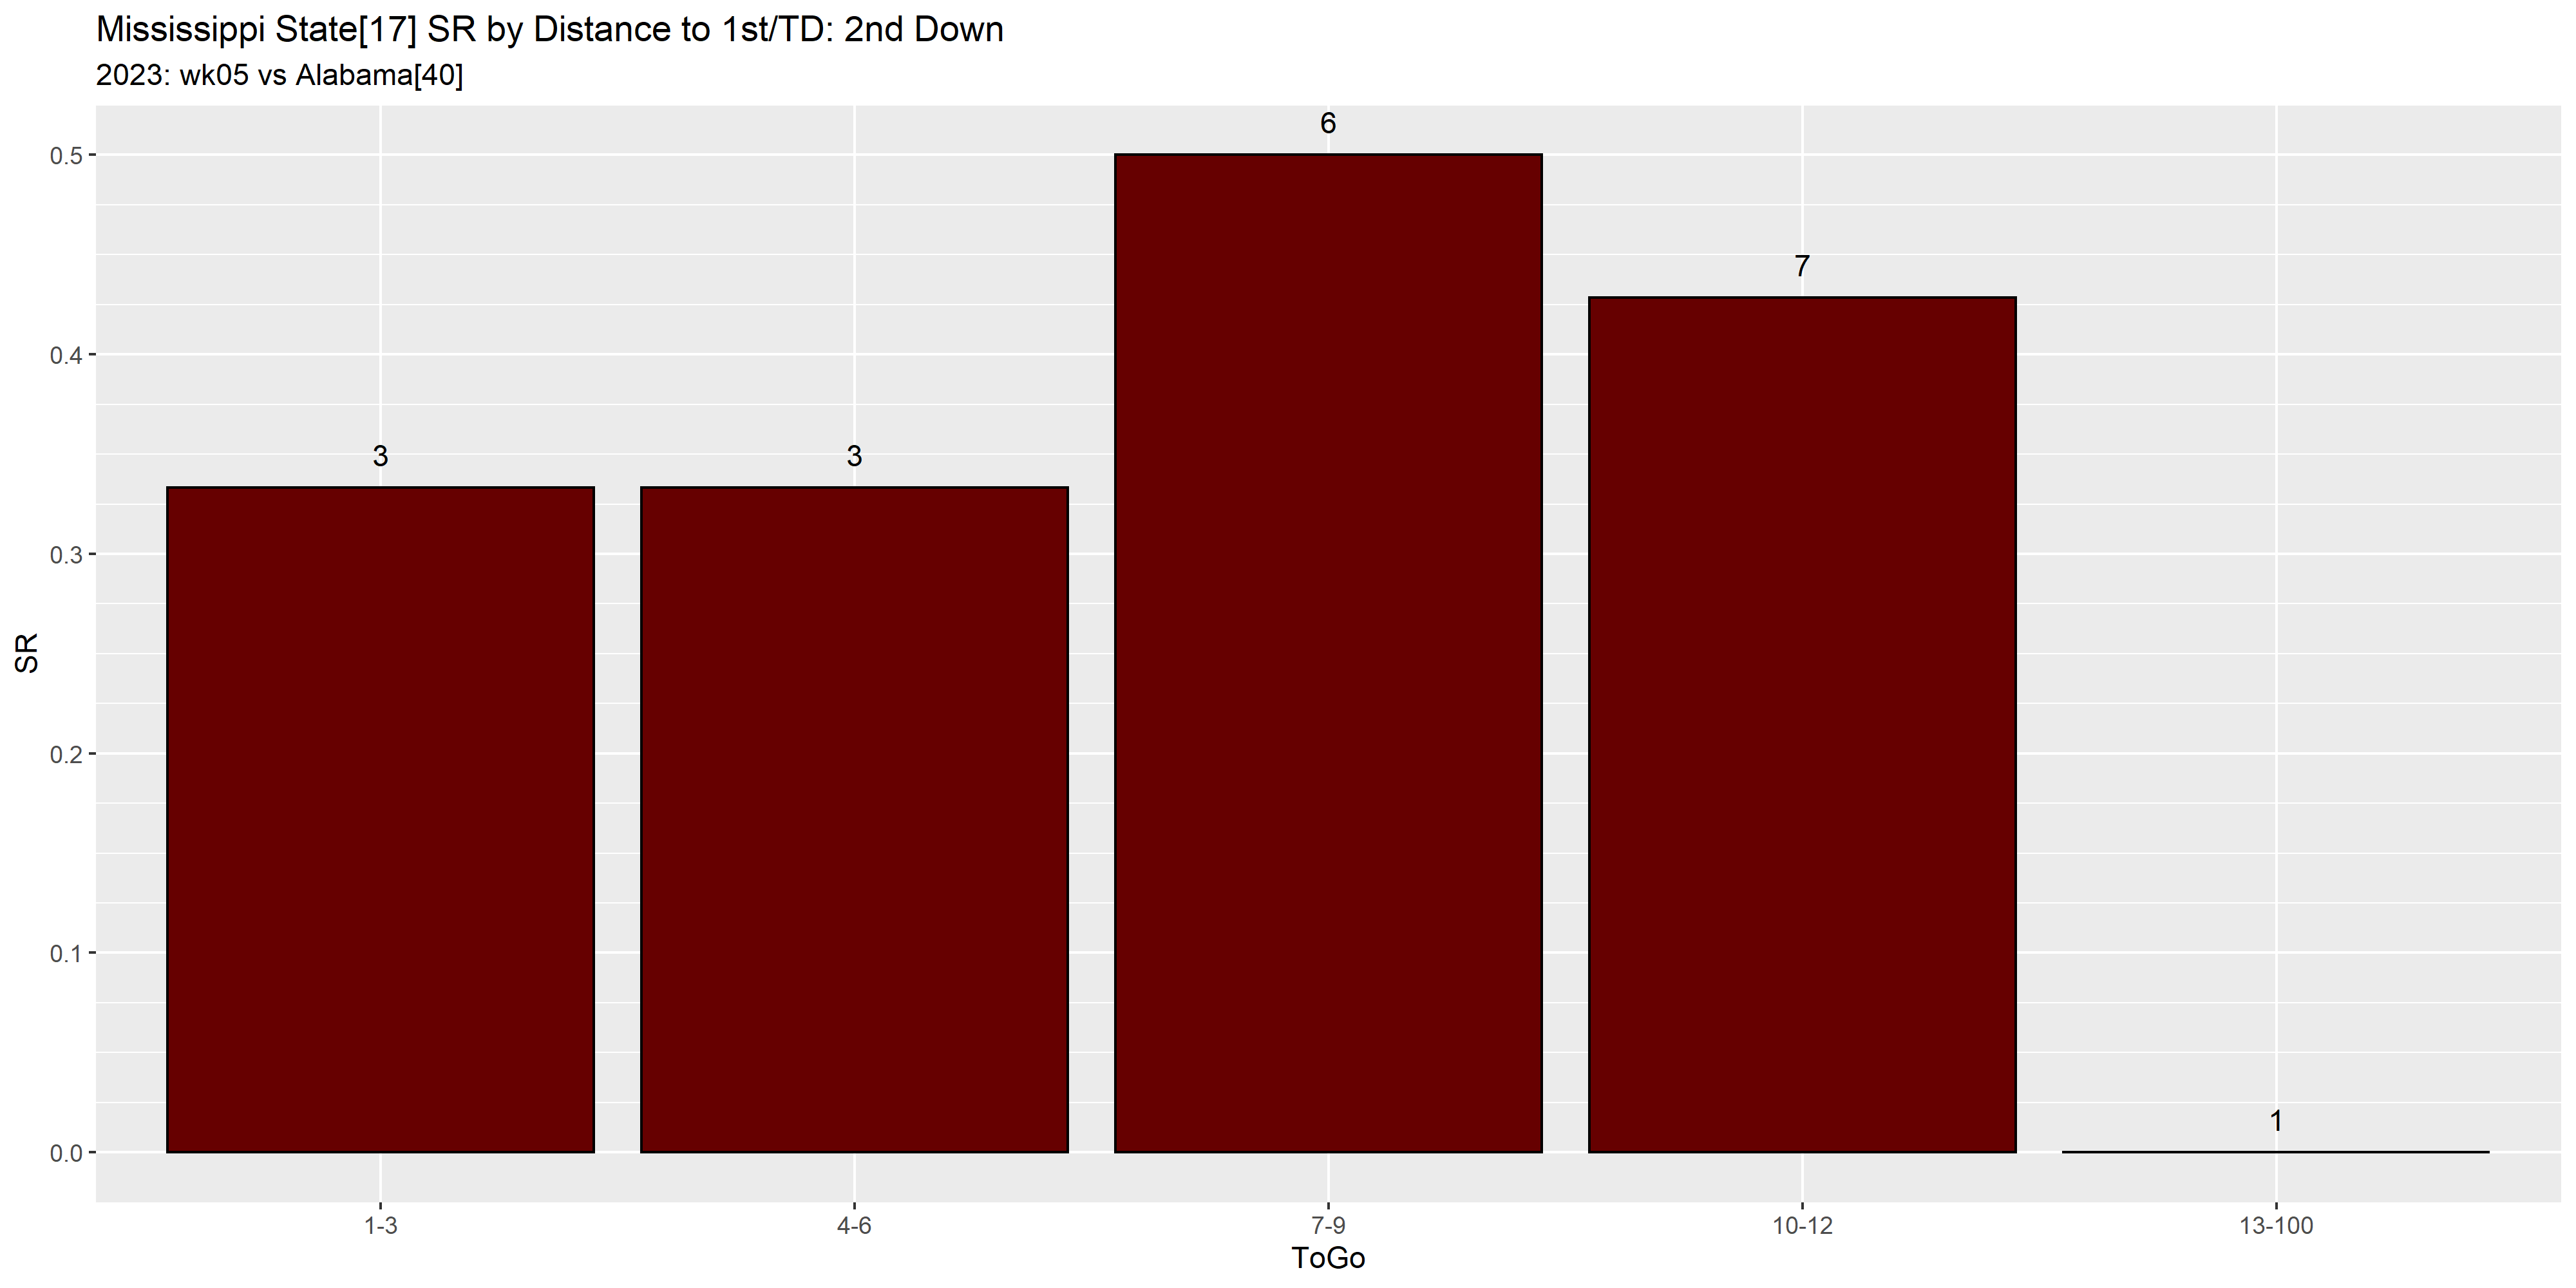 Mississippi State[17] SR by Distance to 1st/TD: 2nd Down
2023: wk05 vs Alabama[40]
6
0.5
7
0.4
3 3
0.3
SR
0.2
0.1
1
0.0
1-3 4-6 7-9 10-12 13-100
ToGo